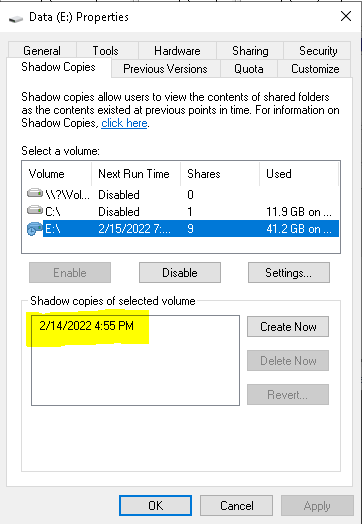 Data (E:) Properties
General Tools Hardware Sharing Security
Shadow Copies Previous Versions Quota Customize
Shadow copies allow users to view the contents of shared folders
as the contents existed at previous points in time. For information on
Shadow Copies, click here.
Select a volume:
Volume Next Run Time Shares Used
\\?\Vol... Disabled 0
C:\ Disabled 1 11.9 GB on ...
E:\ 2/15/2022 7:... 9 41.2 GB on ...
Enable Disable Settings...
Shadow copies of selected volume
2/14/2022 4:55 PM
Create Now
Delete Now
Revert...
OK Cancel Apply